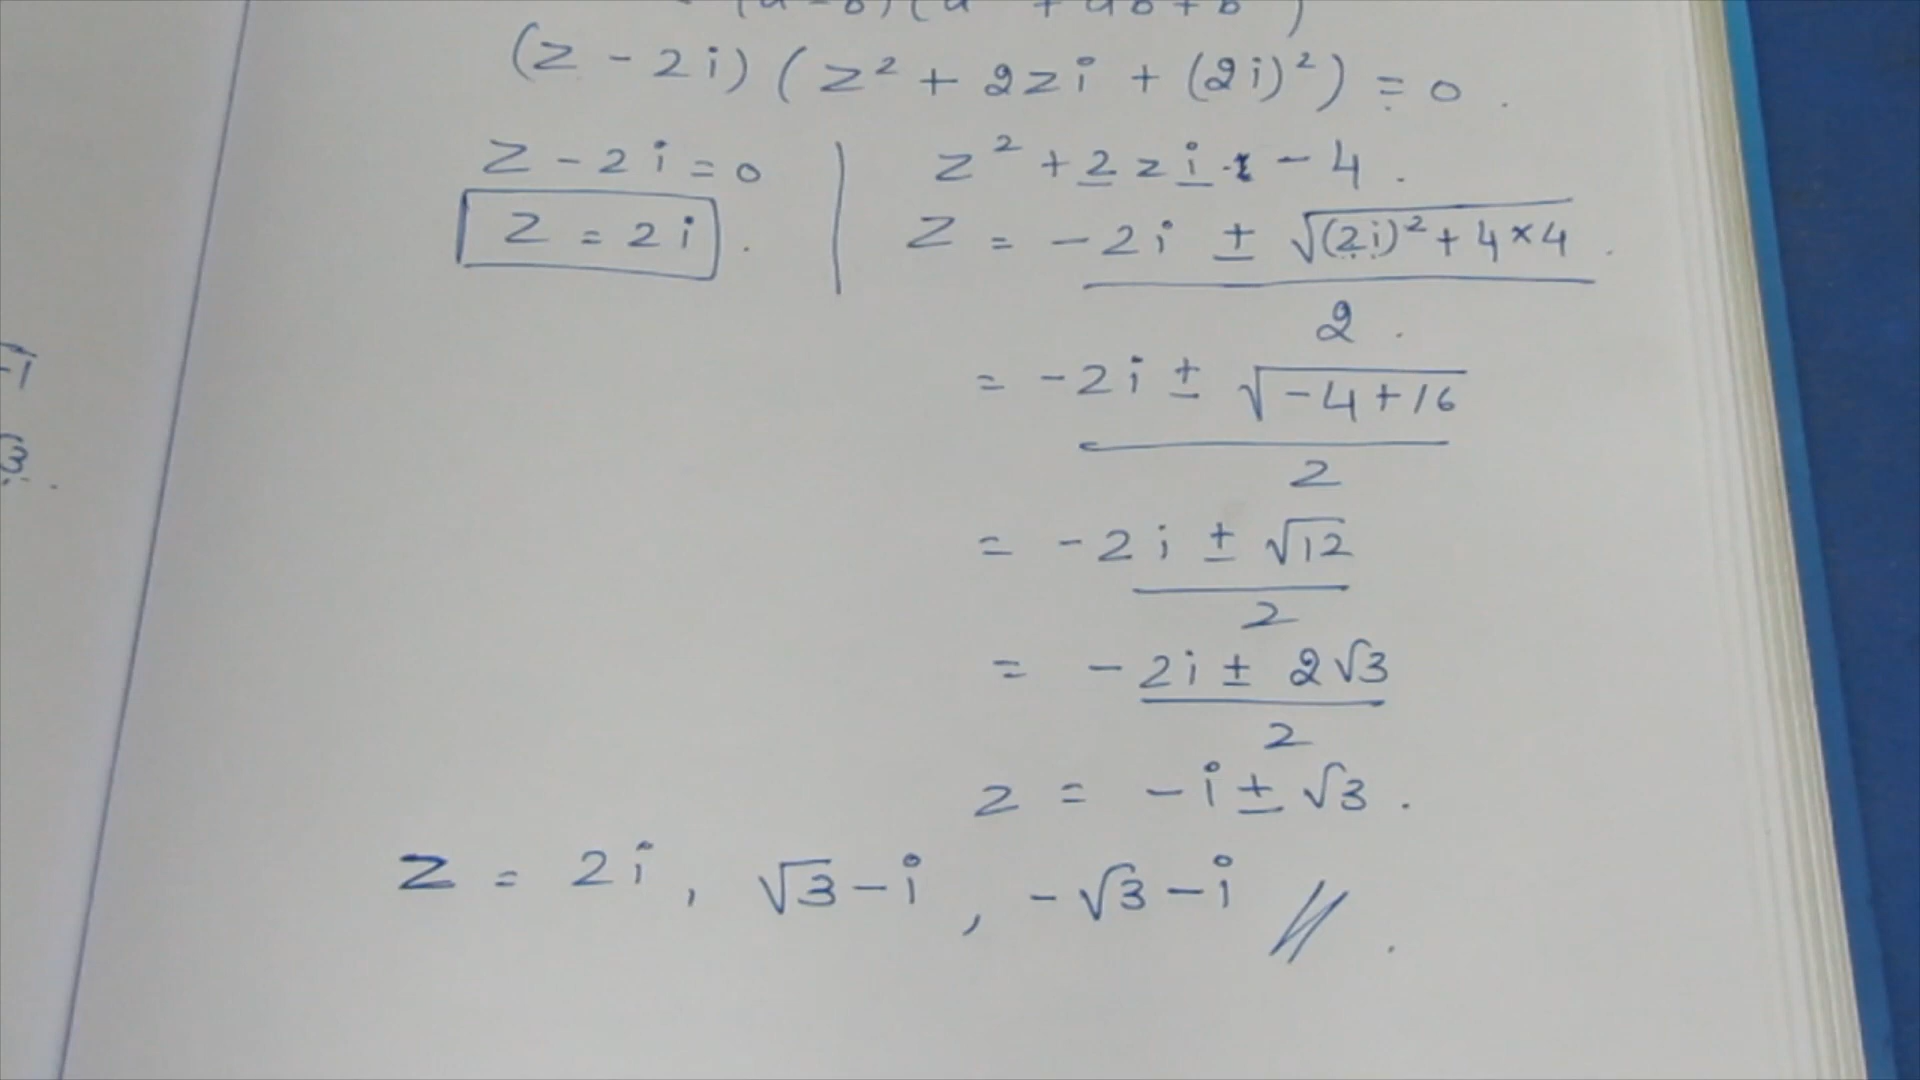 (z - 2i) (z² + 2zi + (2i)²) = 0.
z - 2i = 0
z = 2i.
z² + 2zi - 4.
z = -2i ± √(2i)² + 4×4.
2.
= -2i ± √-4+16
2
= -2i ± √12
2
= -2i ± 2√3
2
z = -i ± √3.
z = 2i, √3-i, -√3-i //.